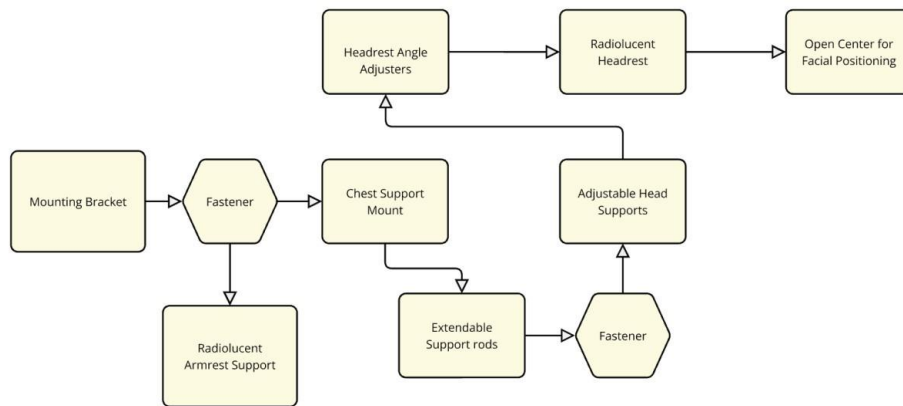 Headrest Angle
Adjusters
Radiolucent
Headrest
Open Center for
Facial Positioning
Mounting Bracket
Fastener
Chest Support
Mount
Adjustable Head
Supports
Radiolucent
Armrest Support
Extendable
Support rods
Fastener